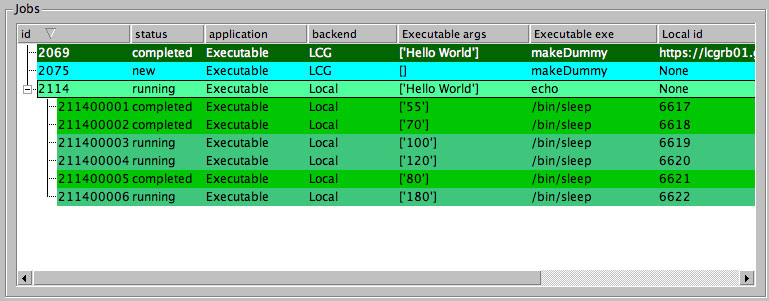 Jobs
id status application backend Executable args Executable exe Local id
2069 completed Executable LCG ['Hello World'] makeDummy https://lcgrb01.g
2075 new Executable LCG [] makeDummy None
2114 running Executable Local ['Hello World'] echo None
211400001 completed Executable Local ['55'] /bin/sleep 6617
211400002 completed Executable Local ['70'] /bin/sleep 6618
211400003 running Executable Local ['100'] /bin/sleep 6619
211400004 running Executable Local ['120'] /bin/sleep 6620
211400005 completed Executable Local ['80'] /bin/sleep 6621
211400006 running Executable Local ['180'] /bin/sleep 6622